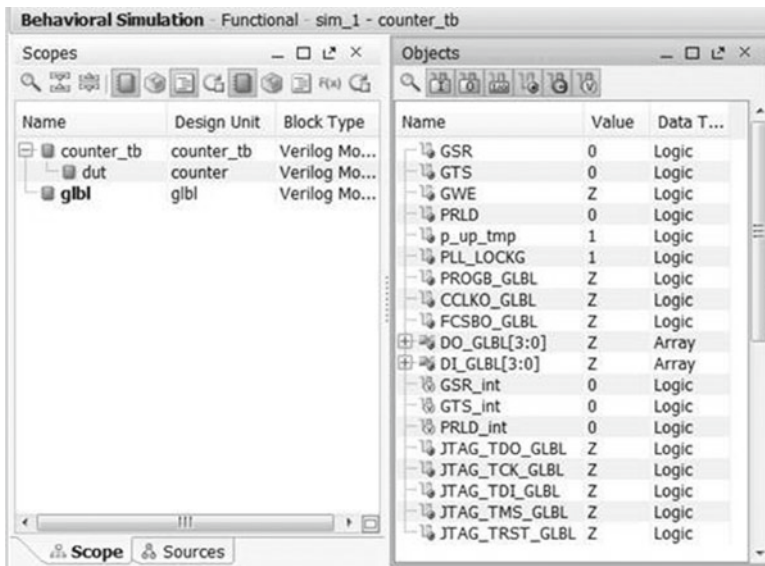 Behavioral Simulation - Functional - sim_1 - counter_tb
Scopes
F(x)
Name Design Unit Block Type
counter_tb counter_tb Verilog Mo...
dut counter Verilog Mo...
glbl glbl Verilog Mo...
Scope Sources
Objects
Name Value Data T...
GSR 0 Logic
GTS 0 Logic
GWE Z Logic
PRLD 0 Logic
p_up_tmp 1 Logic
PLL_LOCKG 1 Logic
PROGB_GLBL Z Logic
CCLKO_GLBL Z Logic
FCSBO_GLBL Z Logic
DO_GLBL[3:0] Z Array
DI_GLBL[3:0] Z Array
GSR_int 0 Logic
GTS_int 0 Logic
PRLD_int 0 Logic
JTAG_TDO_GLBL Z Logic
JTAG_TCK_GLBL Z Logic
JTAG_TDI_GLBL Z Logic
JTAG_TMS_GLBL Z Logic
JTAG_TRST_GLBL Z Logic